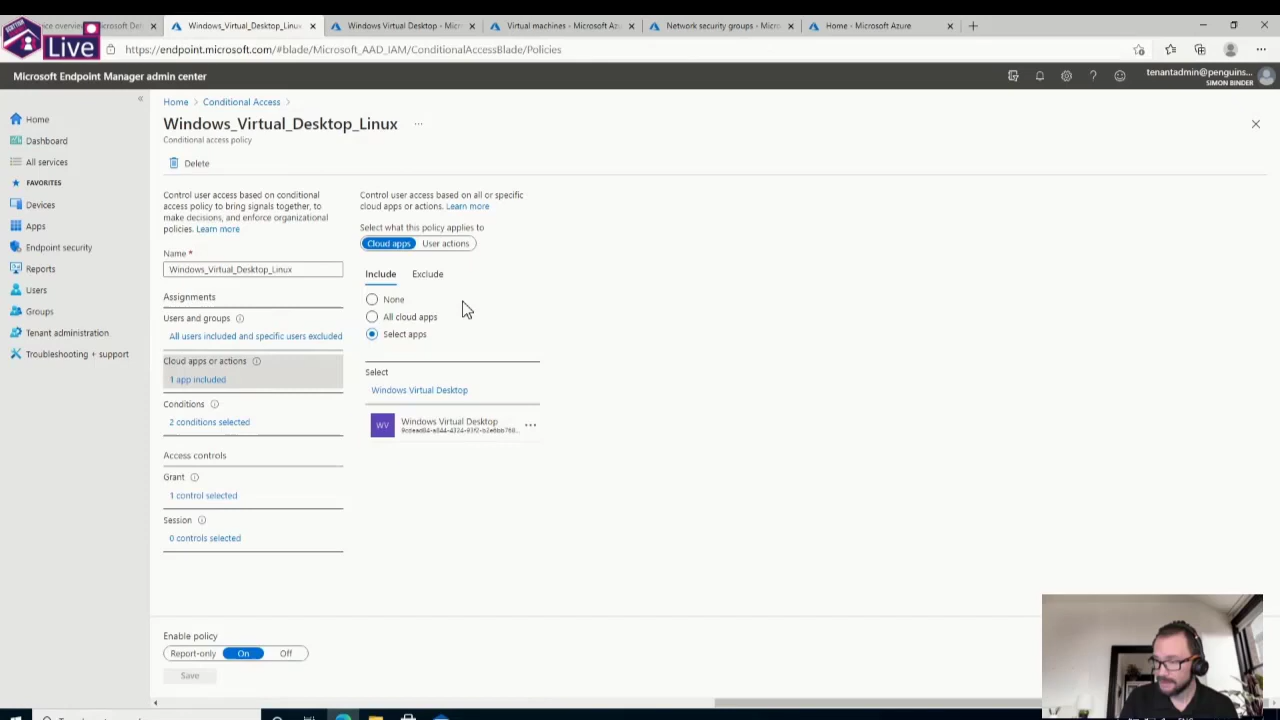 ice overview - Microsoft De
Windows_Virtual_Desktop_Linu
Windows Virtual Desktop - Micr
Virtual machines - Microsoft Az
Network security groups - Micro
Home - Microsoft Azure
Live
https://endpoint.microsoft.com/#blade/Microsoft_AAD_IAM/ConditionalAccessBlade/Policies
Microsoft Endpoint Manager admin center
tenantadmin@penguins...
SIMON BINDER
Home
Dashboard
All services
FAVORITES
Devices
Apps
Endpoint security
Reports
Users
Groups
Tenant administration
Troubleshooting + support
Home > Conditional Access >
Windows_Virtual_Desktop_Linux ...
Conditional access policy
Delete
Control user access based on conditional
access policy to bring signals together, to
make decisions, and enforce organizational
policies. Learn more
Name *
Windows_Virtual_Desktop_Linux
Assignments
Users and groups
All users included and specific users excluded
Cloud apps or actions
1 app included
Conditions
2 conditions selected
Access controls
Grant
1 control selected
Session
0 controls selected
Control user access based on all or specific
cloud apps or actions. Learn more
Select what this policy applies to
Cloud apps User actions
Include Exclude
None
All cloud apps
Select apps
Select
Windows Virtual Desktop
WV
Windows Virtual Desktop
Enable policy
Report-only On Off
Save